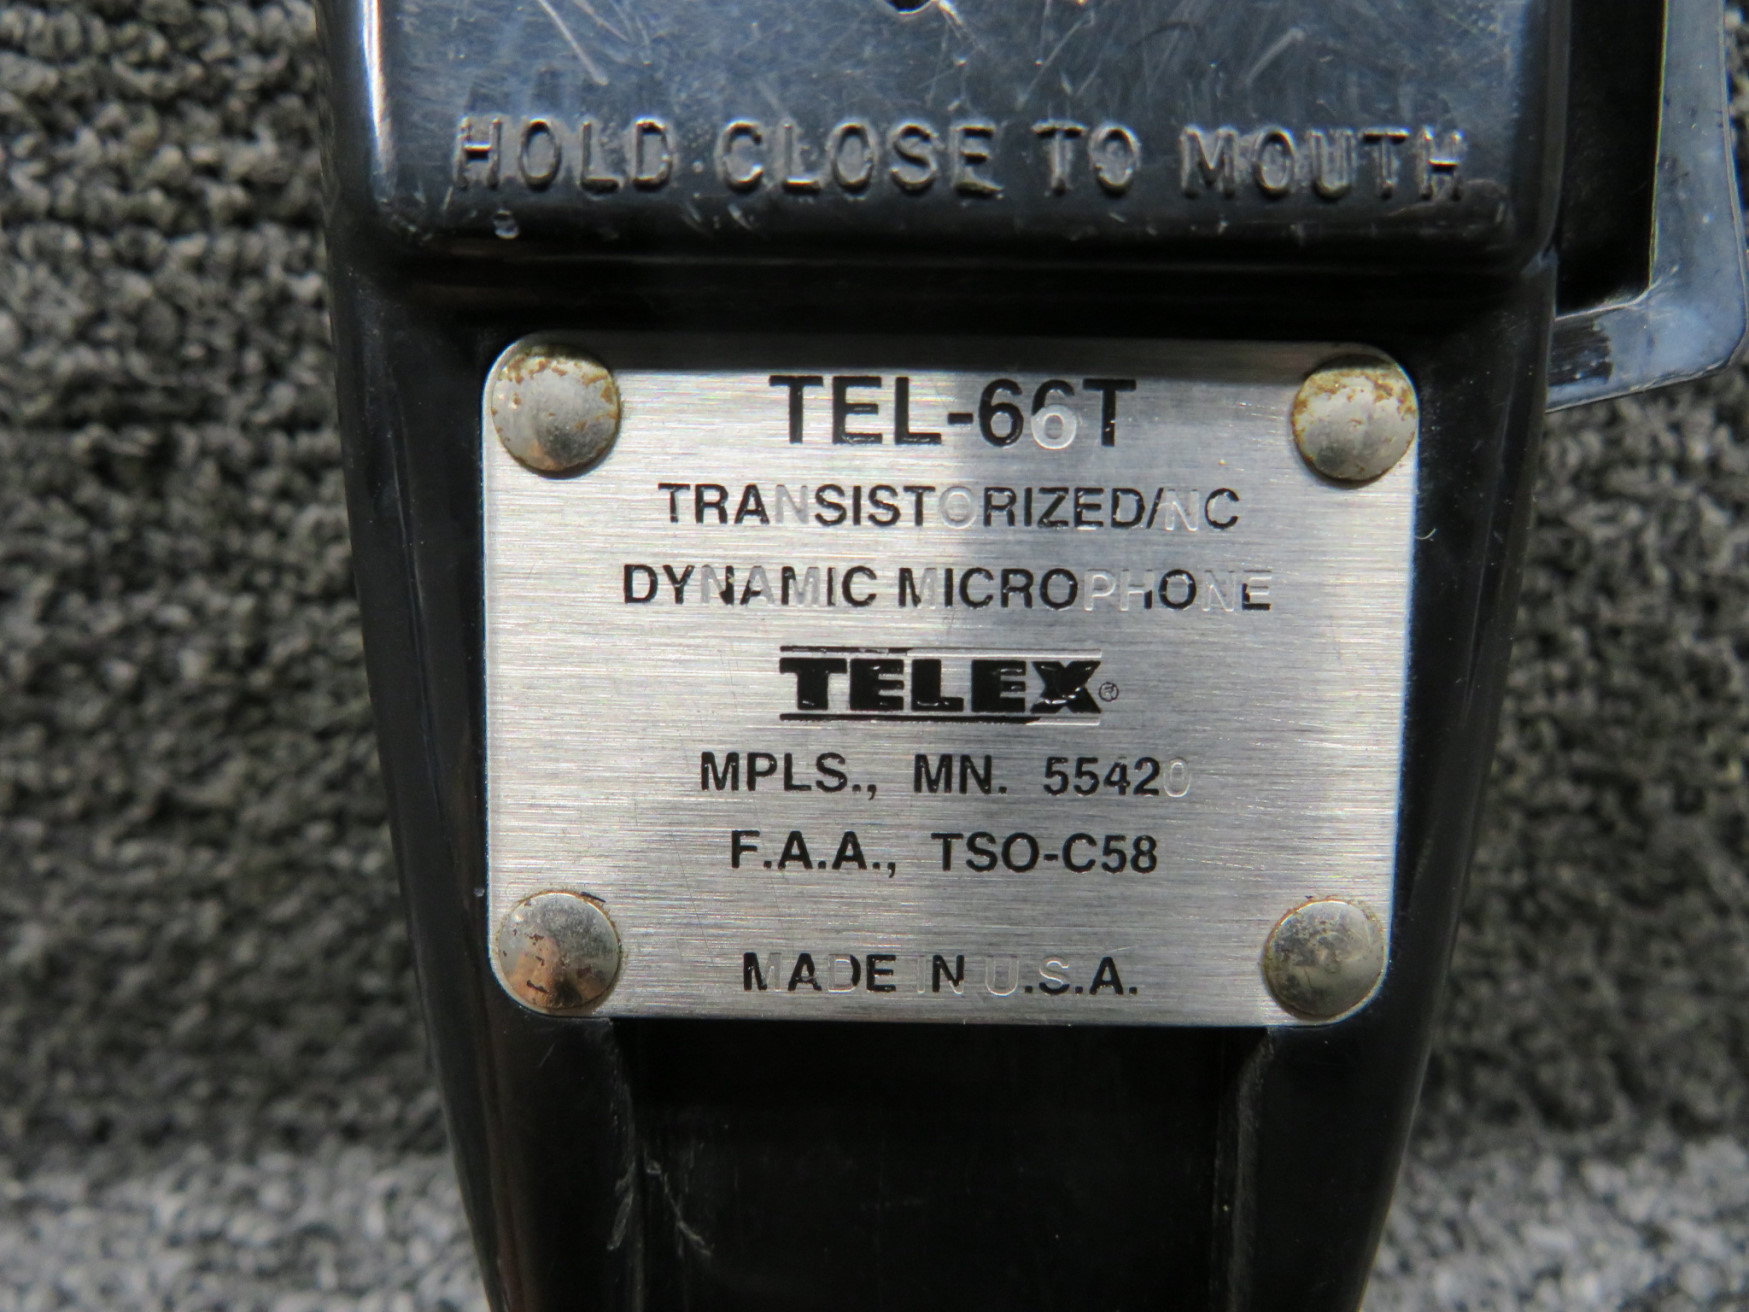 HOLD CLOSE TO MOUTH
TEL-66T
TRANSISTORIZED/NC
DYNAMIC MICROPHONE
TELEX®
MPLS., MN. 55420
F.A.A., TSO-C58
MADE IN U.S.A.